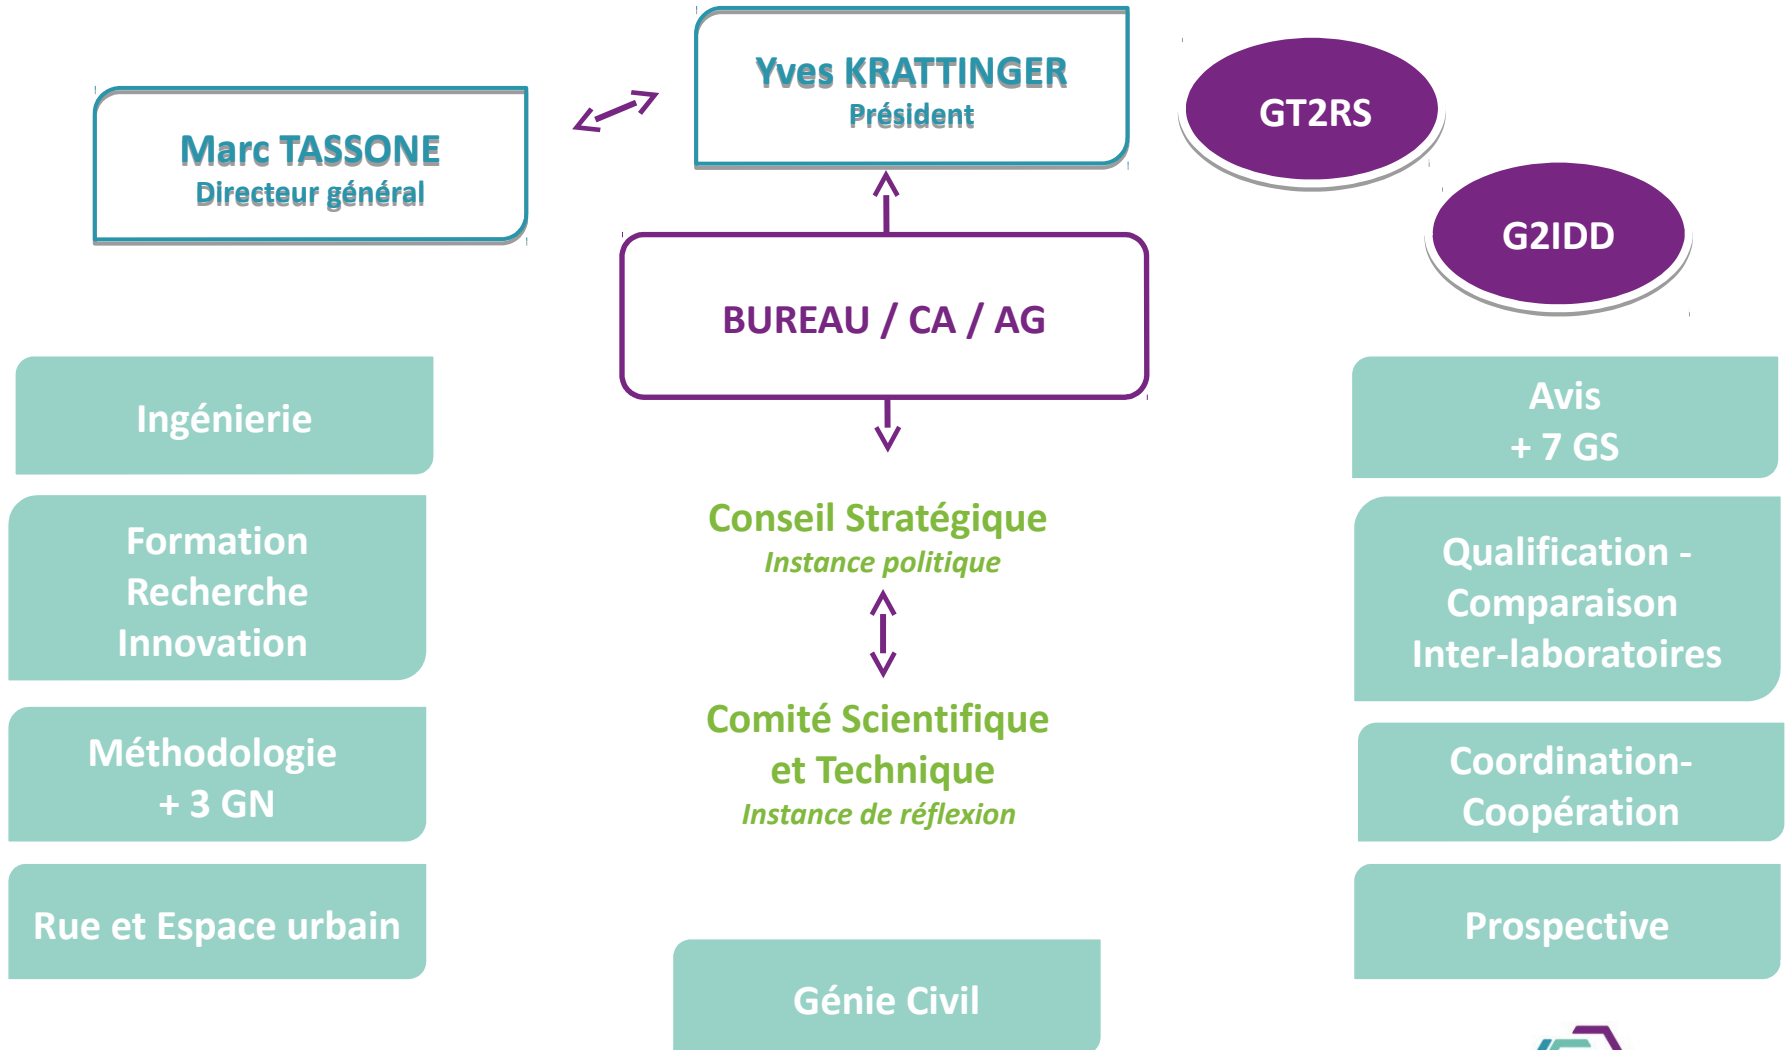 Yves KRATTINGER
Président
Marc TASSONE
Directeur général
GT2RS
G2IDD
BUREAU / CA / AG
Ingénierie
Formation
Recherche
Innovation
Méthodologie
+ 3 GN
Rue et Espace urbain
Conseil Stratégique
Instance politique
Comité Scientifique
et Technique
Instance de réflexion
Génie Civil
Avis
+ 7 GS
Qualification -
Comparaison
Inter-laboratoires
Coordination-
Coopération
Prospective